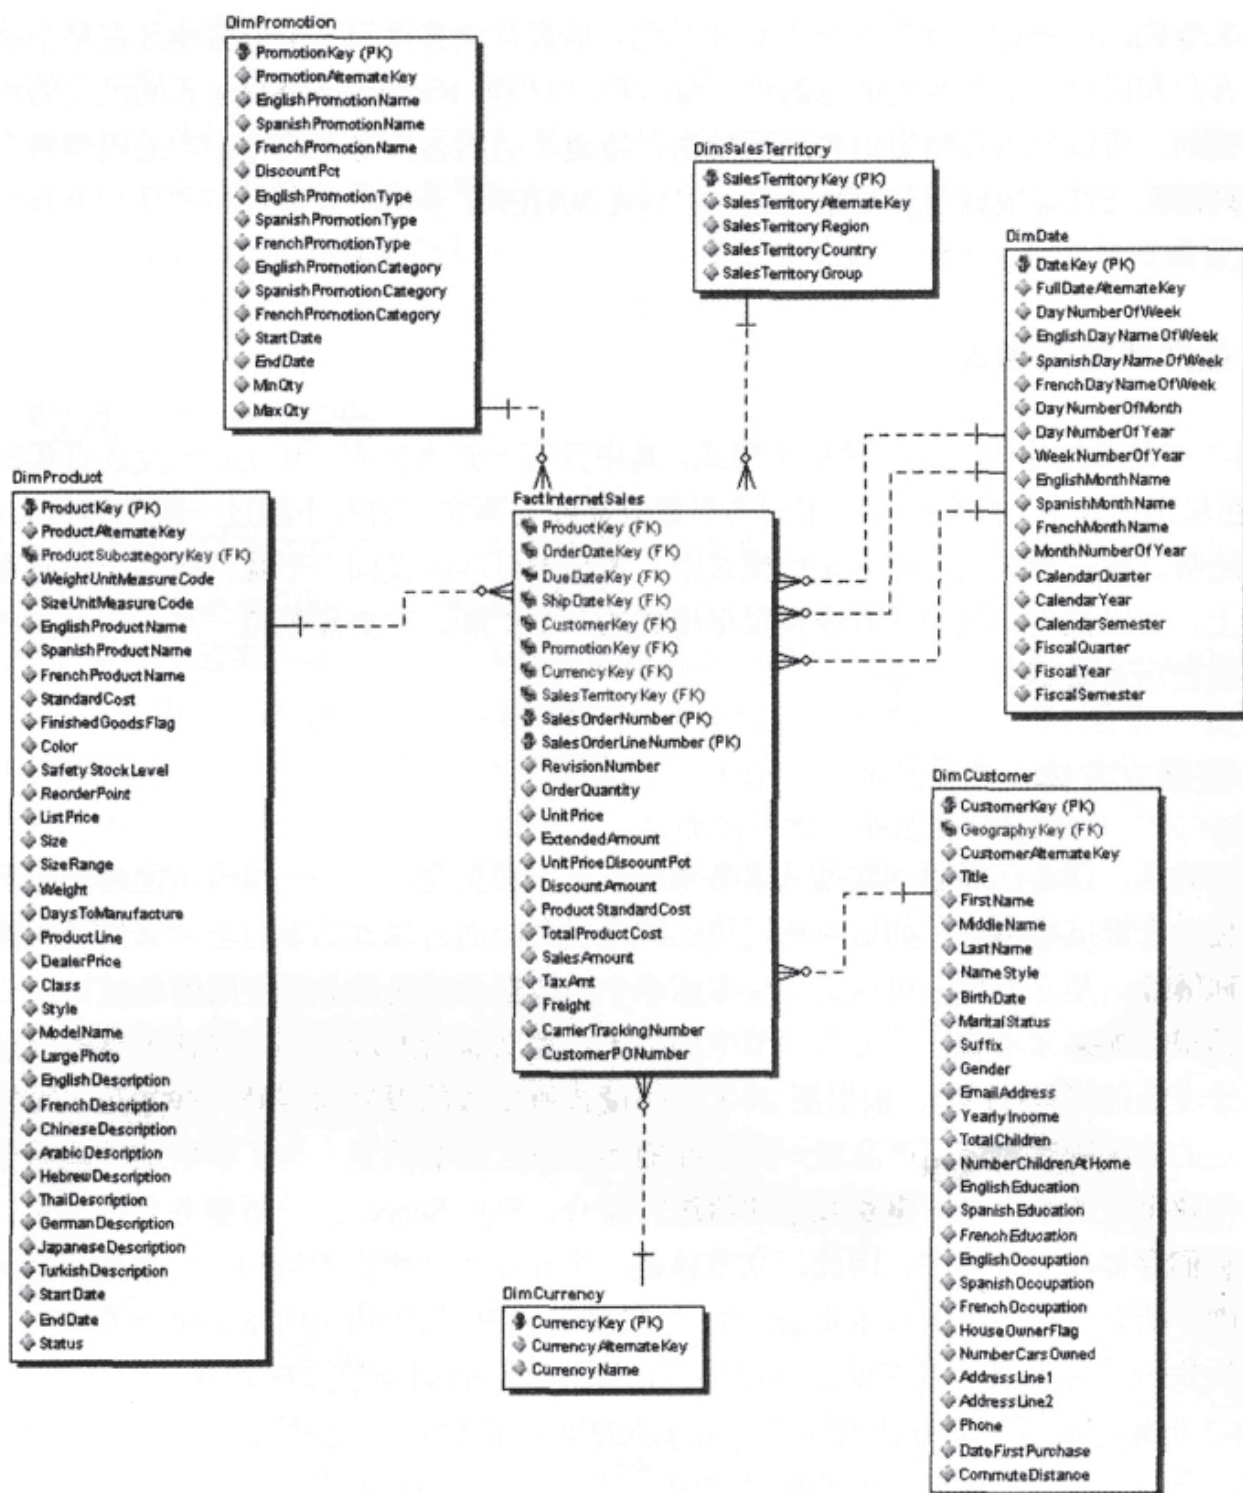 DimPromotion
PromotionKey (PK)
PromotionAlternateKey
EnglishPromotionName
SpanishPromotionName
FrenchPromotionName
DiscountPct
EnglishPromotionType
SpanishPromotionType
FrenchPromotionType
EnglishPromotionCategory
SpanishPromotionCategory
FrenchPromotionCategory
StartDate
EndDate
MinQty
MaxQty
DimSalesTerritory
SalesTerritoryKey (PK)
SalesTerritoryAlternateKey
SalesTerritoryRegion
SalesTerritoryCountry
SalesTerritoryGroup
DimDate
DateKey (PK)
FullDateAlternateKey
DayNumberOfWeek
EnglishDayNameOfWeek
SpanishDayNameOfWeek
FrenchDayNameOfWeek
DayNumberOfMonth
DayNumberOfYear
WeekNumberOfYear
EnglishMonthName
SpanishMonthName
FrenchMonthName
MonthNumberOfYear
CalendarQuarter
CalendarYear
CalendarSemester
FiscalQuarter
FiscalYear
FiscalSemester
DimProduct
ProductKey (PK)
ProductAlternateKey
ProductSubcategoryKey (FK)
WeightUnitMeasureCode
SizeUnitMeasureCode
EnglishProductName
SpanishProductName
FrenchProductName
StandardCost
FinishedGoodsFlag
Color
SafetyStockLevel
ReorderPoint
ListPrice
Size
SizeRange
Weight
DaysToManufacture
ProductLine
DealerPrice
Class
Style
ModelName
LargePhoto
EnglishDescription
FrenchDescription
ChineseDescription
ArabicDescription
HebrewDescription
ThaiDescription
GermanDescription
JapaneseDescription
TurkishDescription
StartDate
EndDate
Status
FactInternetSales
ProductKey (FK)
OrderDateKey (FK)
DueDateKey (FK)
ShipDateKey (FK)
CustomerKey (FK)
PromotionKey (FK)
CurrencyKey (FK)
SalesTerritoryKey (FK)
SalesOrderNumber (PK)
SalesOrderLineNumber (PK)
RevisionNumber
OrderQuantity
UnitPrice
ExtendedAmount
UnitPriceDiscountPct
DiscountAmount
ProductStandardCost
TotalProductCost
SalesAmount
TaxAmt
Freight
CarrierTrackingNumber
CustomerPONumber
DimCustomer
CustomerKey (PK)
GeographyKey (FK)
CustomerAlternateKey
Title
FirstName
MiddleName
LastName
NameStyle
BirthDate
MaritalStatus
Suffix
Gender
EmailAddress
YearlyIncome
TotalChildren
NumberChildrenAtHome
EnglishEducation
SpanishEducation
FrenchEducation
EnglishOccupation
SpanishOccupation
FrenchOccupation
HouseOwnerFlag
NumberCarsOwned
AddressLine1
AddressLine2
Phone
DateFirstPurchase
CommuteDistance
DimCurrency
CurrencyKey (PK)
CurrencyAlternateKey
CurrencyName